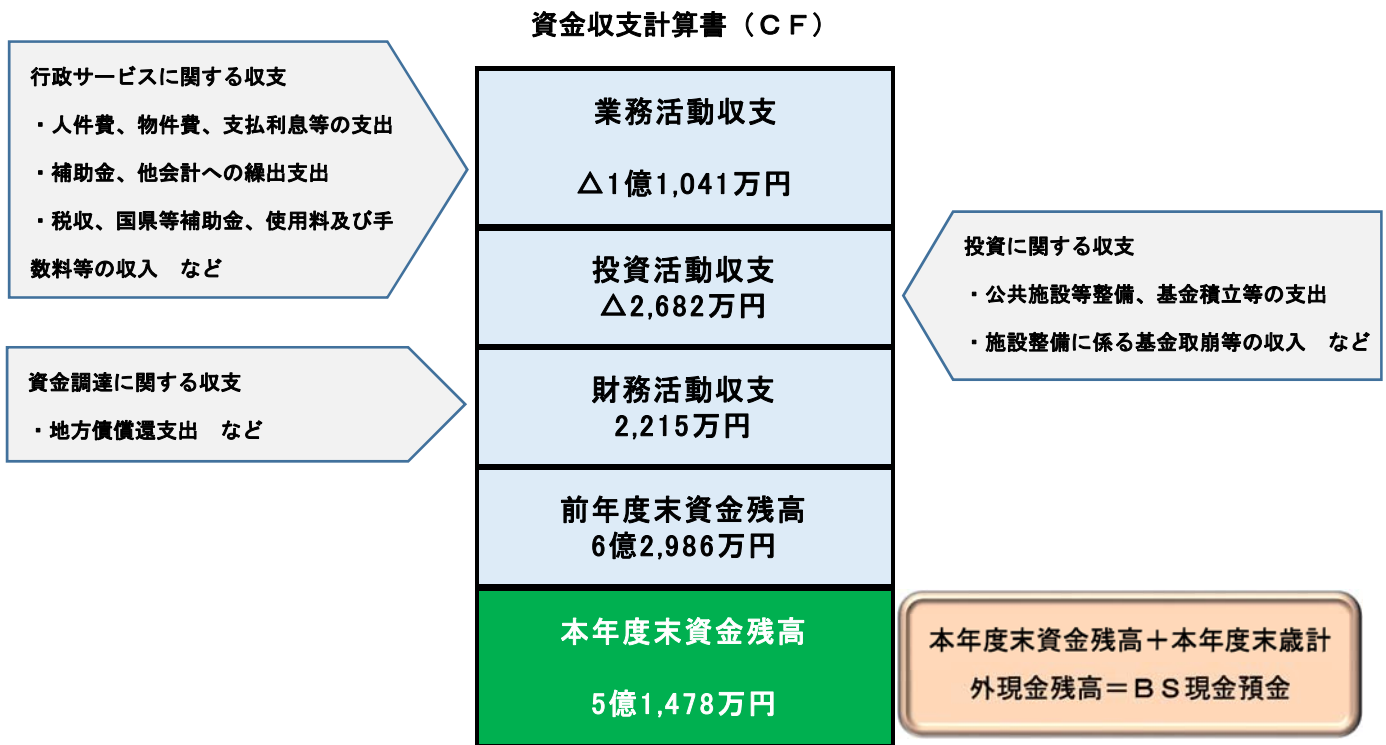 資金収支計算書（ＣＦ）
行政サービスに関する収支
・人件費、物件費、支払利息等の支出
・補助金、他会計への繰出支出
・税収、国県等補助金、使用料及び手
数料等の収入　など
業務活動収支
△1億1,041万円
投資活動収支
△2,682万円
投資に関する収支
・公共施設等整備、基金積立等の支出
・施設整備に係る基金取崩等の収入　など
資金調達に関する収支
・地方債償還支出　など
財務活動収支
2,215万円
前年度末資金残高
6億2,986万円
本年度末資金残高
5億1,478万円
本年度末資金残高＋本年度末歳計
外現金残高＝ＢＳ現金預金